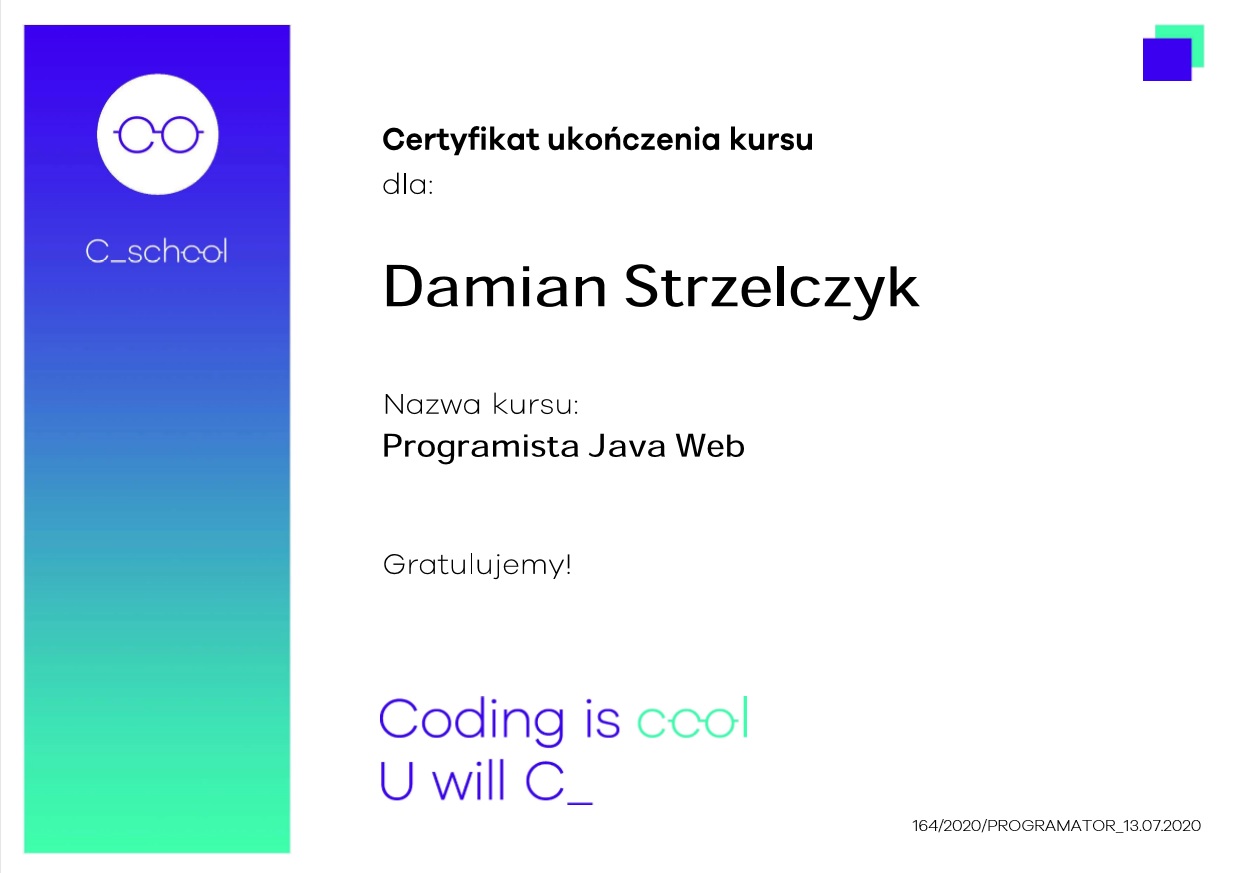 C_school
Certyfikat ukończenia kursu
dla:
Damian Strzelczyk
Nazwa kursu:
Programista Java Web
Gratulujemy!
Coding is cool
U will C_
164/2020/PROGRAMATOR_13.07.2020